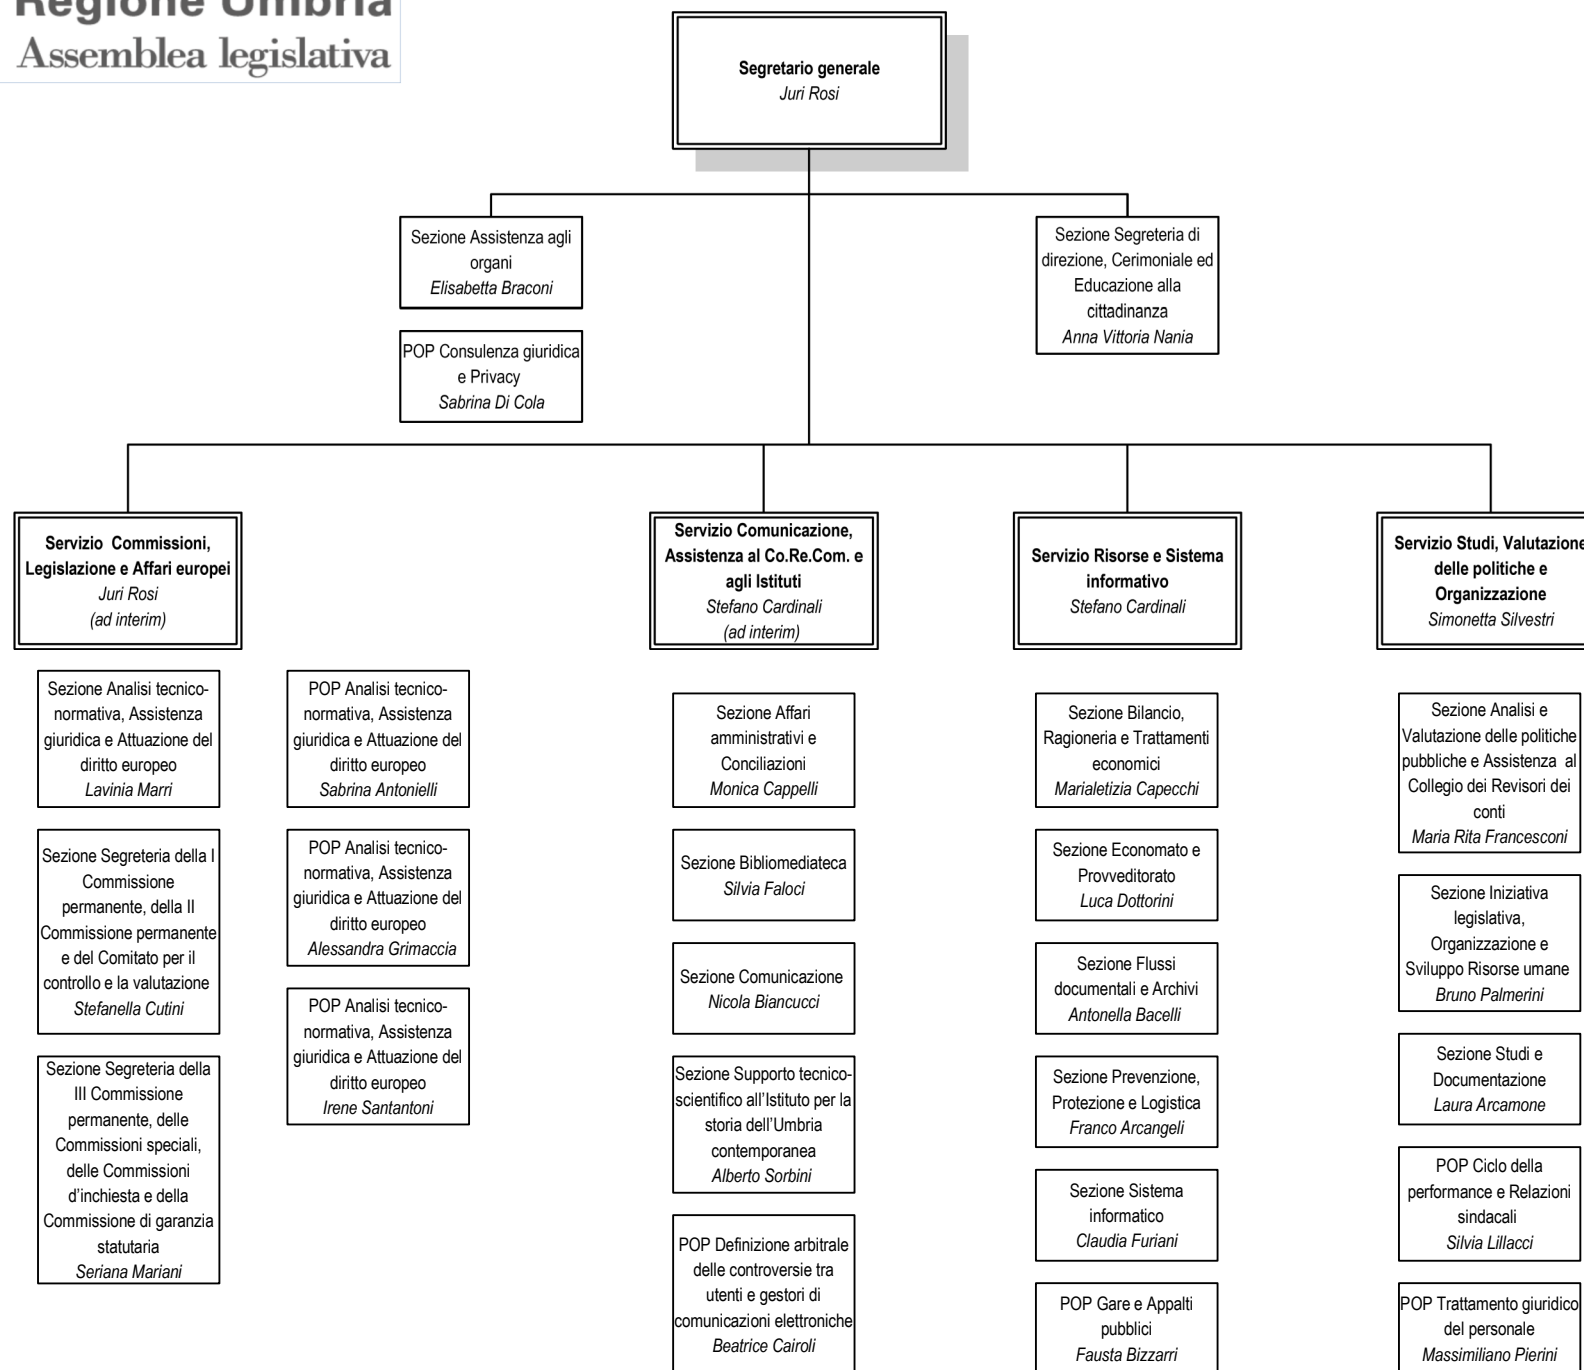 Regione Umbria
Assemblea legislativa
Segretario generale
Juri Rosi
Sezione Assistenza agli
organi
Elisabetta Braconi
POP Consulenza giuridica
e Privacy
Sabrina Di Cola
Sezione Segreteria di
direzione, Cerimoniale ed
Educazione alla
cittadinanza
Anna Vittoria Nania
Servizio Commissioni,
Legislazione e Affari europei
Juri Rosi
(ad interim)
Sezione Analisi tecnico-
normativa, Assistenza
giuridica e Attuazione del
diritto europeo
Lavinia Marri
Sezione Segreteria della I
Commissione
permanente, della II
Commissione permanente
e del Comitato per il
controllo e la valutazione
Stefanella Cutini
Sezione Segreteria della
III Commissione
permanente, delle
Commissioni speciali,
delle Commissioni
d'inchiesta e della
Commissione di garanzia
statutaria
Seriana Mariani
POP Analisi tecnico-
normativa, Assistenza
giuridica e Attuazione del
diritto europeo
Sabrina Antonielli
POP Analisi tecnico-
normativa, Assistenza
giuridica e Attuazione del
diritto europeo
Alessandra Grimaccia
POP Analisi tecnico-
normativa, Assistenza
giuridica e Attuazione del
diritto europeo
Irene Santantoni
Servizio Comunicazione,
Assistenza al Co.Re.Com. e
agli Istituti
Stefano Cardinali
(ad interim)
Sezione Affari
amministrativi e
Conciliazioni
Monica Cappelli
Sezione Bibliomediateca
Silvia Faloci
Sezione Comunicazione
Nicola Biancucci
Sezione Supporto tecnico-
scientifico all'Istituto per la
storia dell'Umbria
contemporanea
Alberto Sorbini
POP Definizione arbitrale
delle controversie tra
utenti e gestori di
comunicazioni elettroniche
Beatrice Cairoli
Servizio Risorse e Sistema
informativo
Stefano Cardinali
Sezione Bilancio,
Ragioneria e Trattamenti
economici
Marialetizia Capecchi
Sezione Economato e
Provveditorato
Luca Dottorini
Sezione Flussi
documentali e Archivi
Antonella Bacelli
Sezione Prevenzione,
Protezione e Logistica
Franco Arcangeli
Sezione Sistema
informatico
Claudia Furiani
POP Gare e Appalti
pubblici
Fausta Bizzarri
Servizio Studi, Valutazione
delle politiche e
Organizzazione
Simonetta Silvestri
Sezione Analisi e
Valutazione delle politiche
pubbliche e Assistenza al
Collegio dei Revisori dei
conti
Maria Rita Francesconi
Sezione Iniziativa
legislativa,
Organizzazione e
Sviluppo Risorse umane
Bruno Palmerini
Sezione Studi e
Documentazione
Laura Arcamone
POP Ciclo della
performance e Relazioni
sindacali
Silvia Lillacci
POP Trattamento giuridico
del personale
Massimiliano Pierini